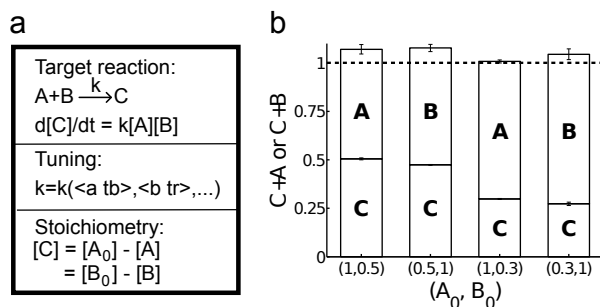 a
Target reaction:
k
A+B ⟶C
d[C]/dt = k[A][B]
Tuning:
k=k(<a tb>,<b tr>,...)
Stoichiometry:
[C] = [A₀] - [A]
= [B₀] - [B]
b
C+A or C+B
1
0.75
0.5
0.25
0
A
B
A
B
C
C
C
C
(1,0.5)
(0.5,1)
(1,0.3)
(0.3,1)
(A₀, B₀)